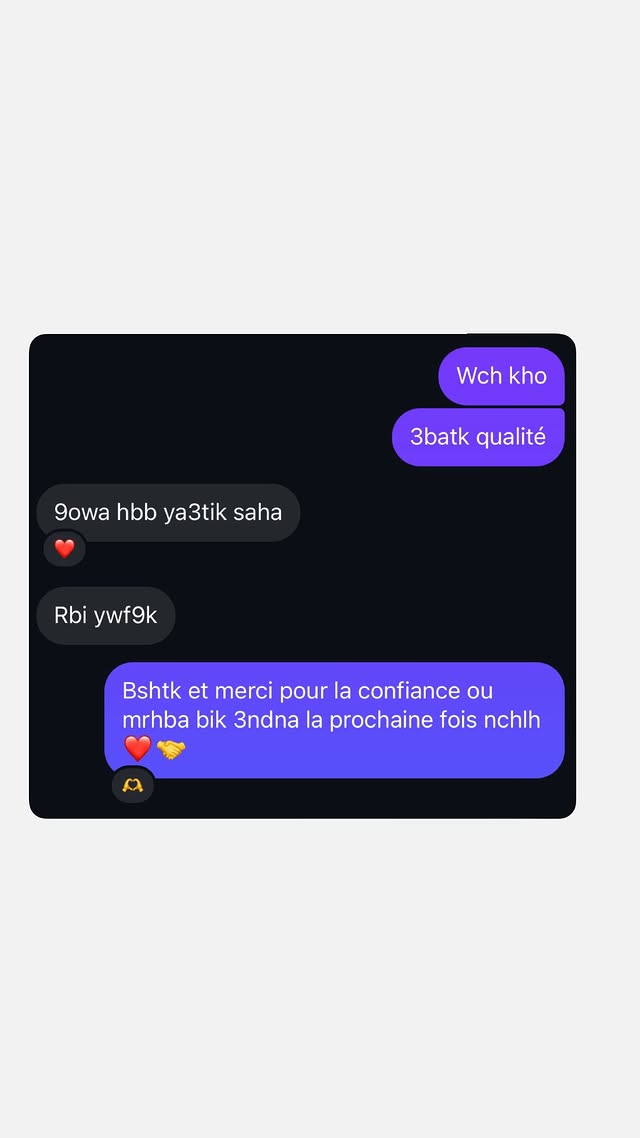 Wch kho
3batk qualité
9owa hbb ya3tik saha
❤️
Rbi ywf9k
Bshtk et merci pour la confiance ou
mrhba bik 3ndna la prochaine fois nchlh
❤️🤝
🫶